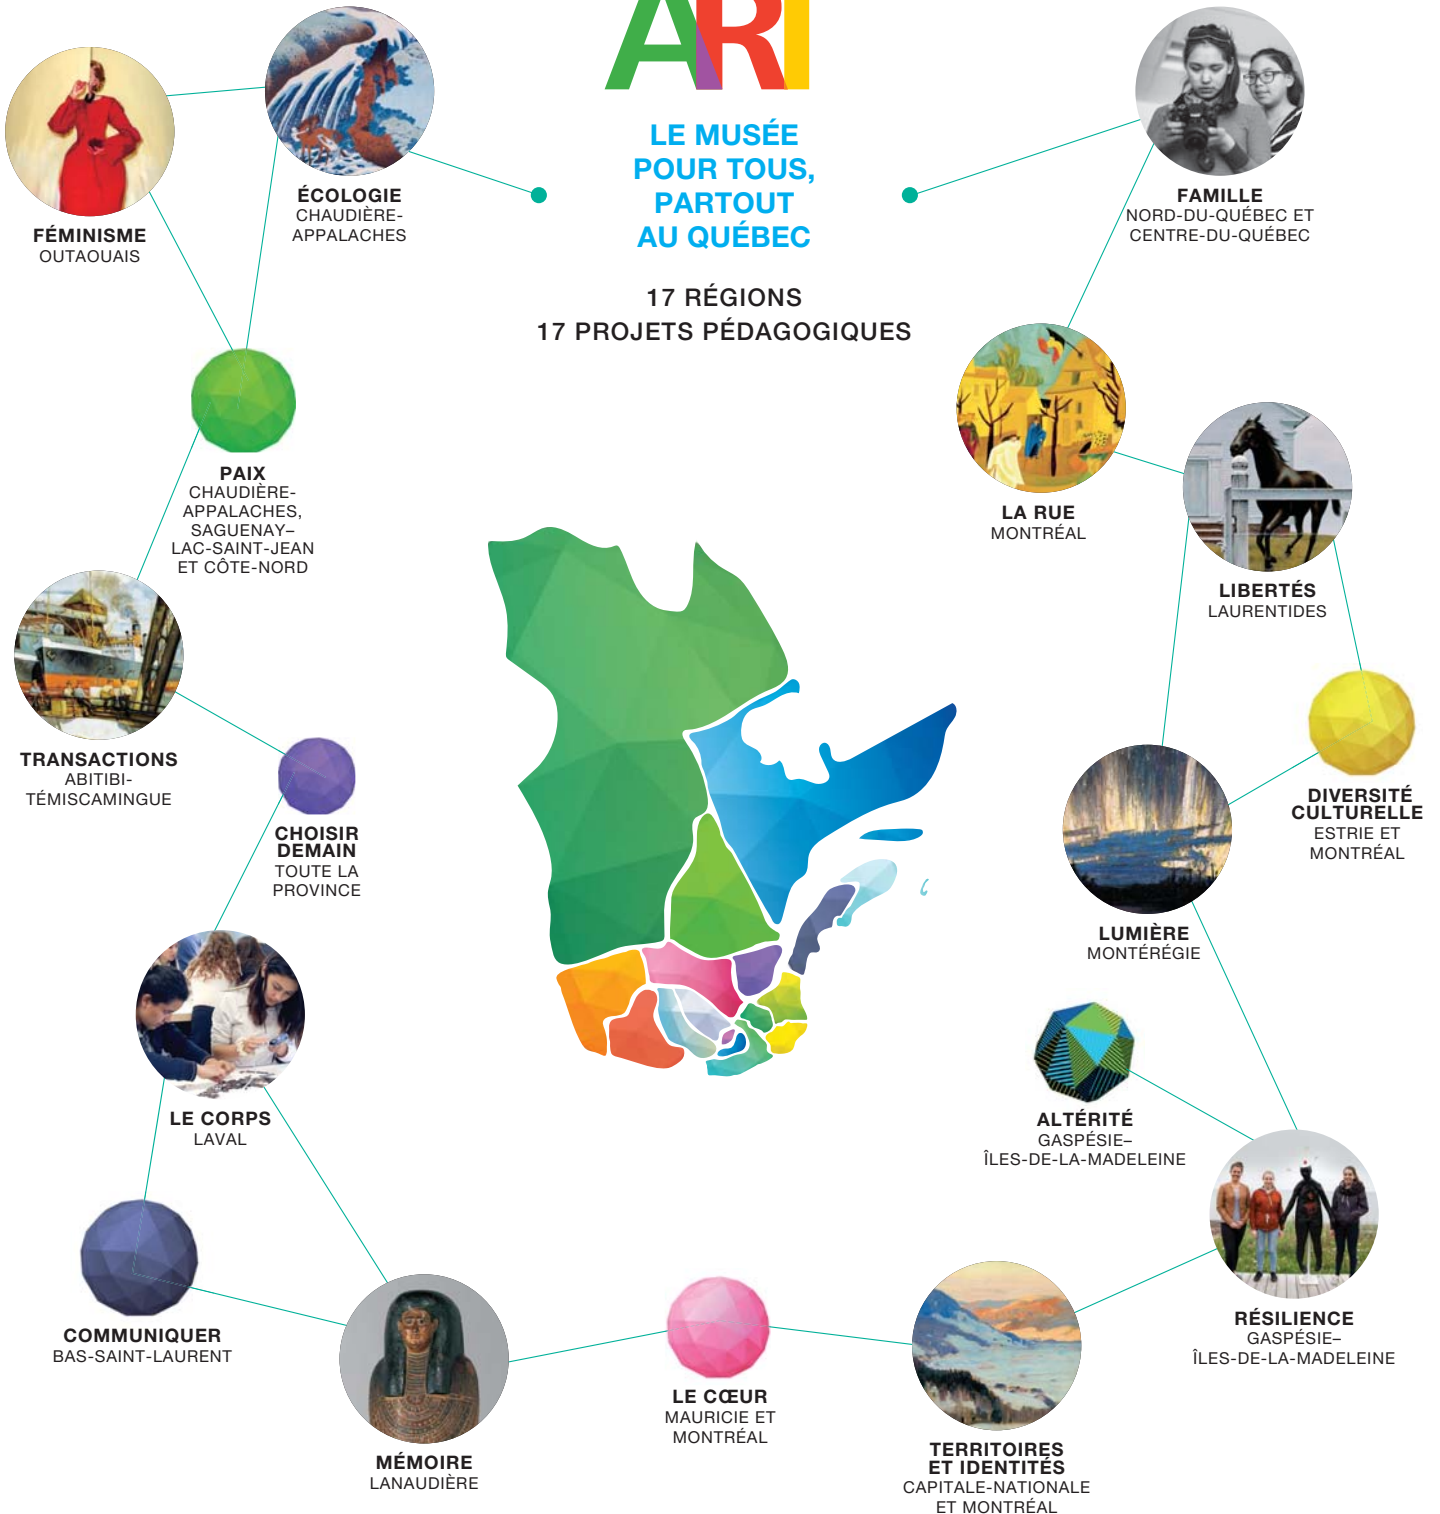 LE MUSÉE
POUR TOUS,
PARTOUT
AU QUÉBEC
17 RÉGIONS
17 PROJETS PÉDAGOGIQUES
FÉMINISME
OUTAOUAIS
ÉCOLOGIE
CHAUDIÈRE-
APPALACHES
FAMILLE
NORD-DU-QUÉBEC ET
CENTRE-DU-QUÉBEC
PAIX
CHAUDIÈRE-
APPALACHES,
SAGUENAY–
LAC-SAINT-JEAN
ET CÔTE-NORD
LA RUE
MONTRÉAL
LIBERTÉS
LAURENTIDES
TRANSACTIONS
ABITIBI-
TÉMISCAMINGUE
CHOISIR
DEMAIN
TOUTE LA
PROVINCE
DIVERSITÉ
CULTURELLE
ESTRIE ET
MONTRÉAL
LUMIÈRE
MONTÉRÉGIE
LE CORPS
LAVAL
ALTÉRITÉ
GASPÉSIE–
ÎLES-DE-LA-MADELEINE
COMMUNIQUER
BAS-SAINT-LAURENT
RÉSILIENCE
GASPÉSIE–
ÎLES-DE-LA-MADELEINE
MÉMOIRE
LANAUDIÈRE
LE CŒUR
MAURICIE ET
MONTRÉAL
TERRITOIRES
ET IDENTITÉS
CAPITALE-NATIONALE
ET MONTRÉAL